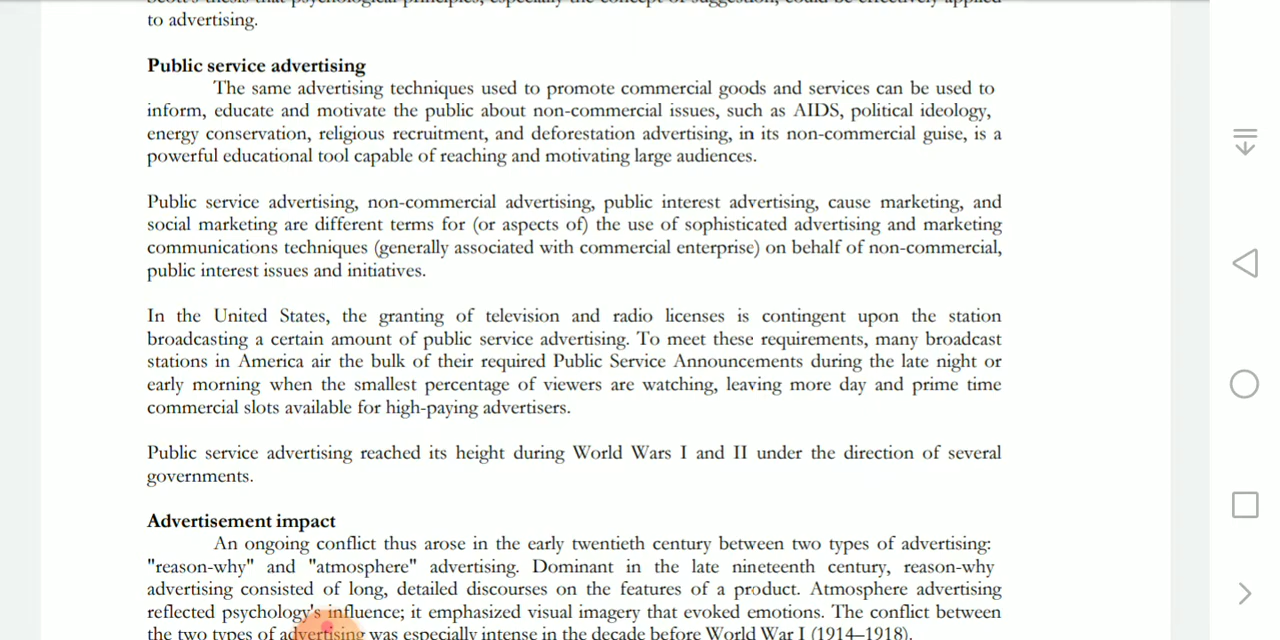 to advertising.
Public service advertising
The same advertising techniques used to promote commercial goods and services can be used to
inform, educate and motivate the public about non-commercial issues, such as AIDS, political ideology,
energy conservation, religious recruitment, and deforestation advertising, in its non-commercial guise, is a
powerful educational tool capable of reaching and motivating large audiences.
Public service advertising, non-commercial advertising, public interest advertising, cause marketing, and
social marketing are different terms for (or aspects of) the use of sophisticated advertising and marketing
communications techniques (generally associated with commercial enterprise) on behalf of non-commercial,
public interest issues and initiatives.
In the United States, the granting of television and radio licenses is contingent upon the station
broadcasting a certain amount of public service advertising. To meet these requirements, many broadcast
stations in America air the bulk of their required Public Service Announcements during the late night or
early morning when the smallest percentage of viewers are watching, leaving more day and prime time
commercial slots available for high-paying advertisers.
Public service advertising reached its height during World Wars I and II under the direction of several
governments.
Advertisement impact
An ongoing conflict thus arose in the early twentieth century between two types of advertising:
"reason-why" and "atmosphere" advertising. Dominant in the late nineteenth century, reason-why
advertising consisted of long, detailed discourses on the features of a product. Atmosphere advertising
reflected psychology's influence; it emphasized visual imagery that evoked emotions. The conflict between
the two types of advertising was especially intense in the decade before World War I (1914–1918).